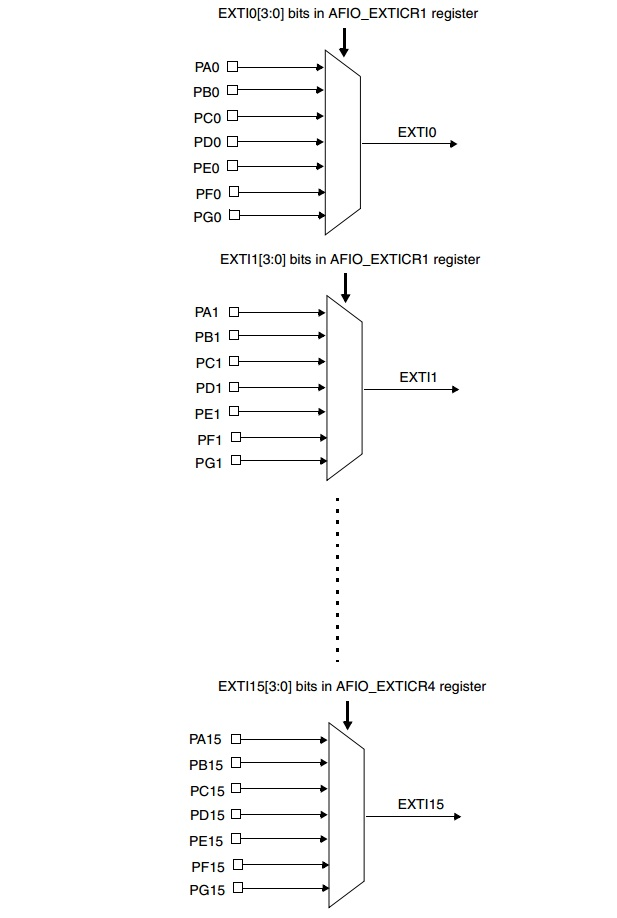 EXTI0[3:0] bits in AFIO_EXTICR1 register
PA0
PB0
PC0
PD0
EXTI0
PE0
PF0
PG0
EXTI1[3:0] bits in AFIO_EXTICR1 register
PA1
PB1
PC1
EXTI1
PD1
PE1
PF1
PG1
EXTI15[3:0] bits in AFIO_EXTICR4 register
PA15
PB15
PC15
EXTI15
PD15
PE15
PF15
PG15